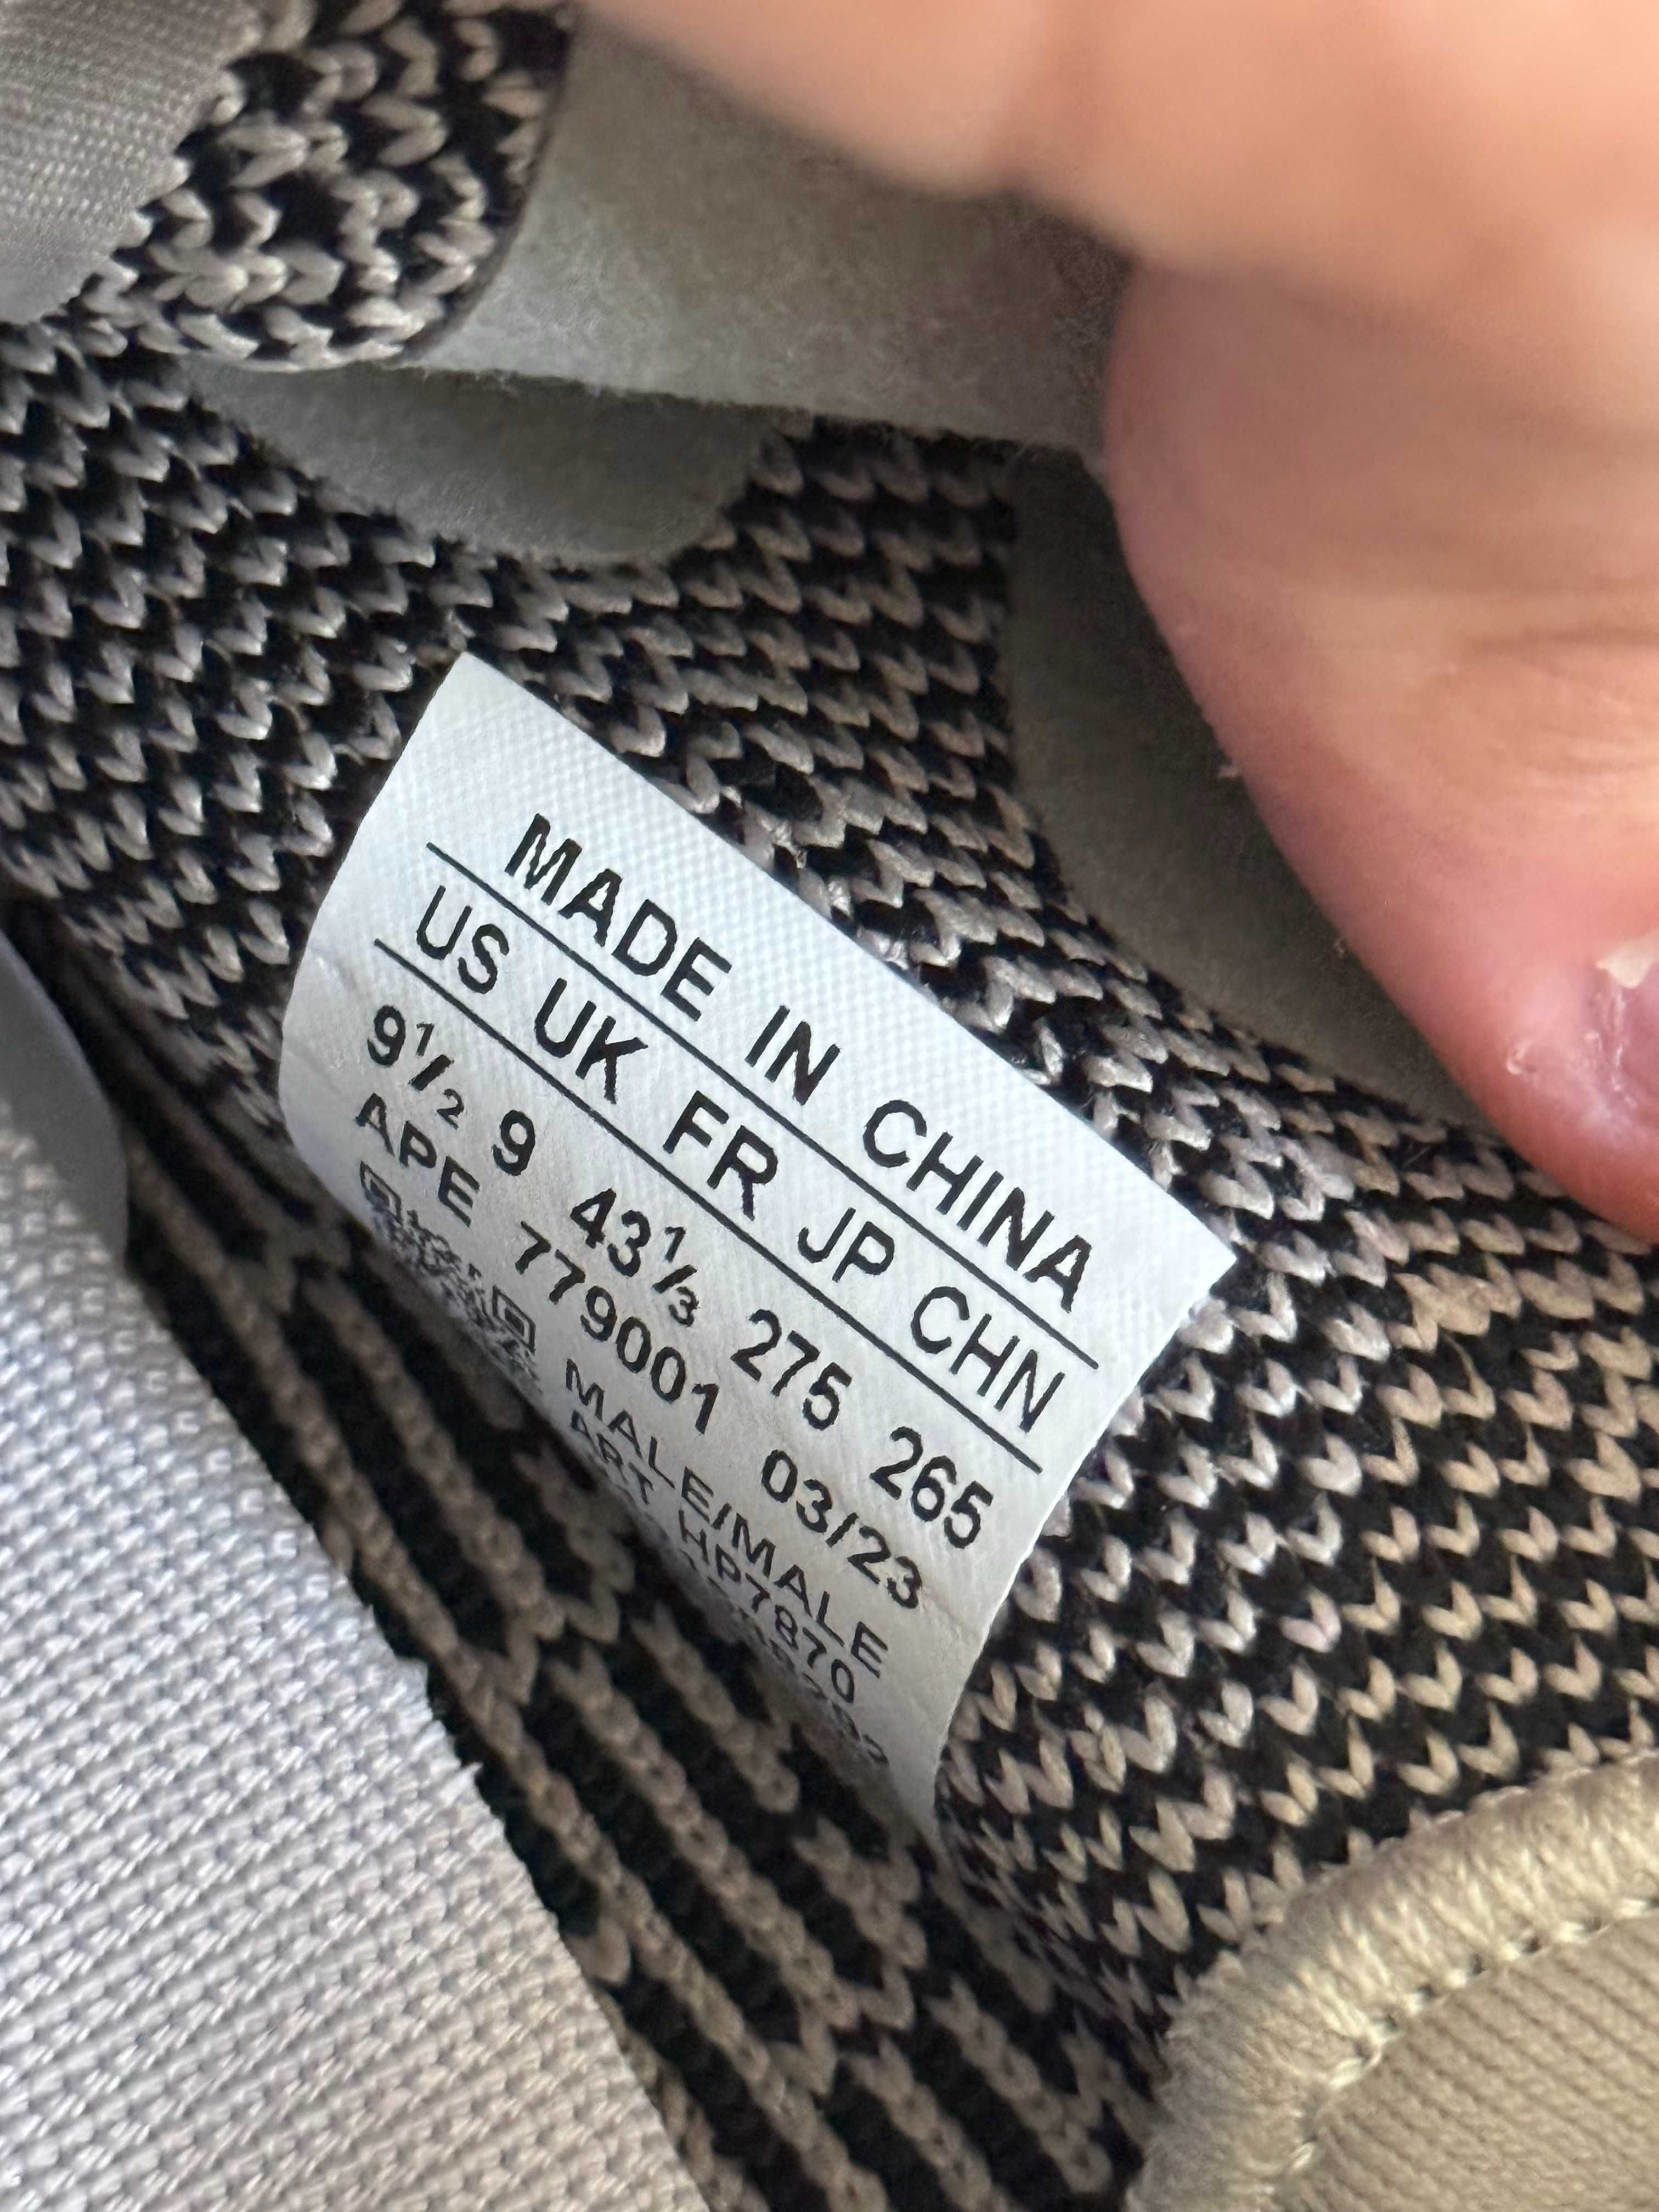 MADE IN CHINA
US UK FR JP CHN
9½ 9 43⅓ 275 265
APE 779001 03/23
MALE/MALE
ART HP7870